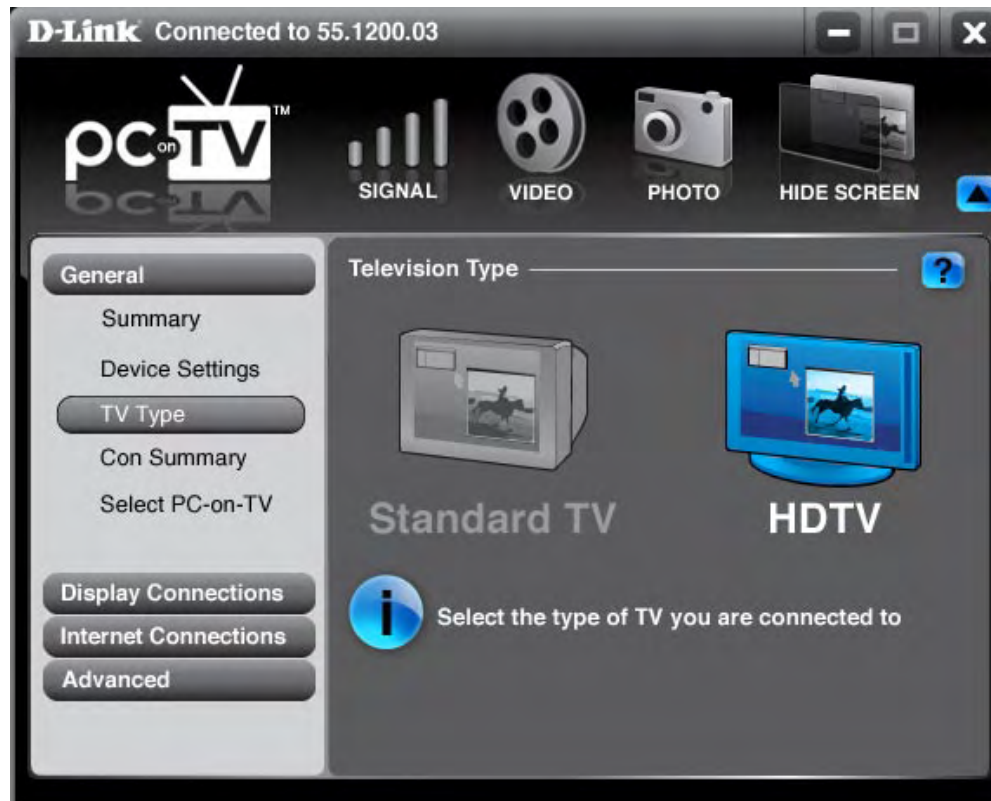 D-Link Connected to 55.1200.03
pc on TV TM
SIGNAL
VIDEO
PHOTO
HIDE SCREEN
General
Summary
Device Settings
TV Type
Con Summary
Select PC-on-TV
Display Connections
Internet Connections
Advanced
Television Type
?
Standard TV
HDTV
i
Select the type of TV you are connected to